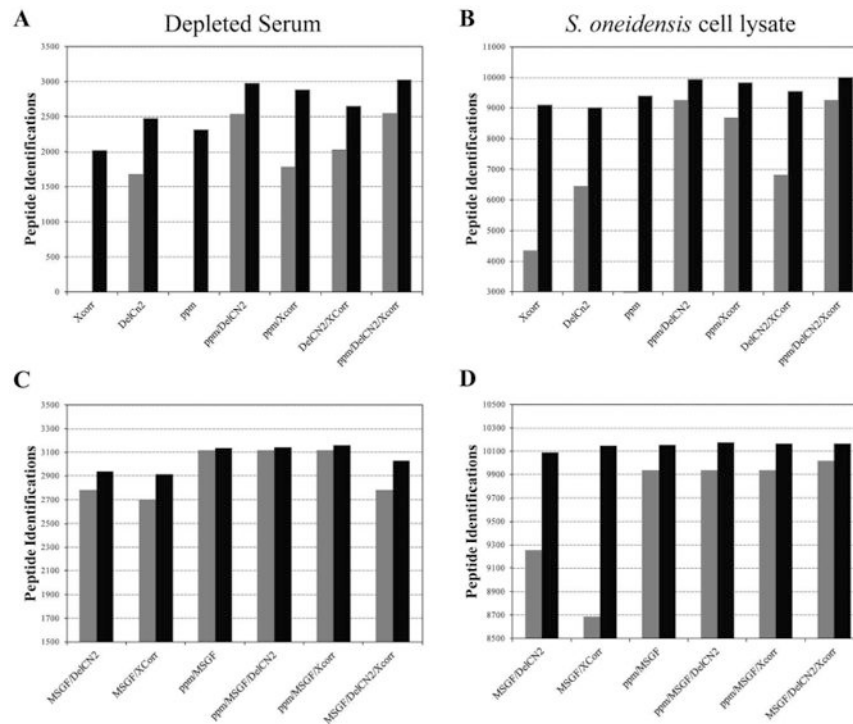 A
Depleted Serum
B
S. oneidensis cell lysate
Peptide Identifications
3500
3000
2500
2000
1500
1000
500
0
Xcorr
DelCn2
ppm
ppm/DelCN2
ppm/Xcorr
DelCN2/XCorr
ppm/DelCN2/Xcorr
Peptide Identifications
11000
10000
9000
8000
7000
6000
5000
4000
3000
Xcorr
DelCn2
ppm
ppm/DelCN2
ppm/Xcorr
DelCN2/XCorr
ppm/DelCN2/Xcorr
C
Peptide Identifications
3500
3300
3100
2900
2700
2500
2300
2100
1900
1700
1500
MSGF/DelCN2
MSGF/XCorr
ppm/MSGF
ppm/MSGF/DelCN2
ppm/MSGF/Xcorr
MSGF/DelCN2/Xcorr
D
Peptide Identifications
10500
10300
10100
9900
9700
9500
9300
9100
8900
8700
8500
MSGF/DelCN2
MSGF/XCorr
ppm/MSGF
ppm/MSGF/DelCN2
ppm/MSGF/Xcorr
MSGF/DelCN2/Xcorr